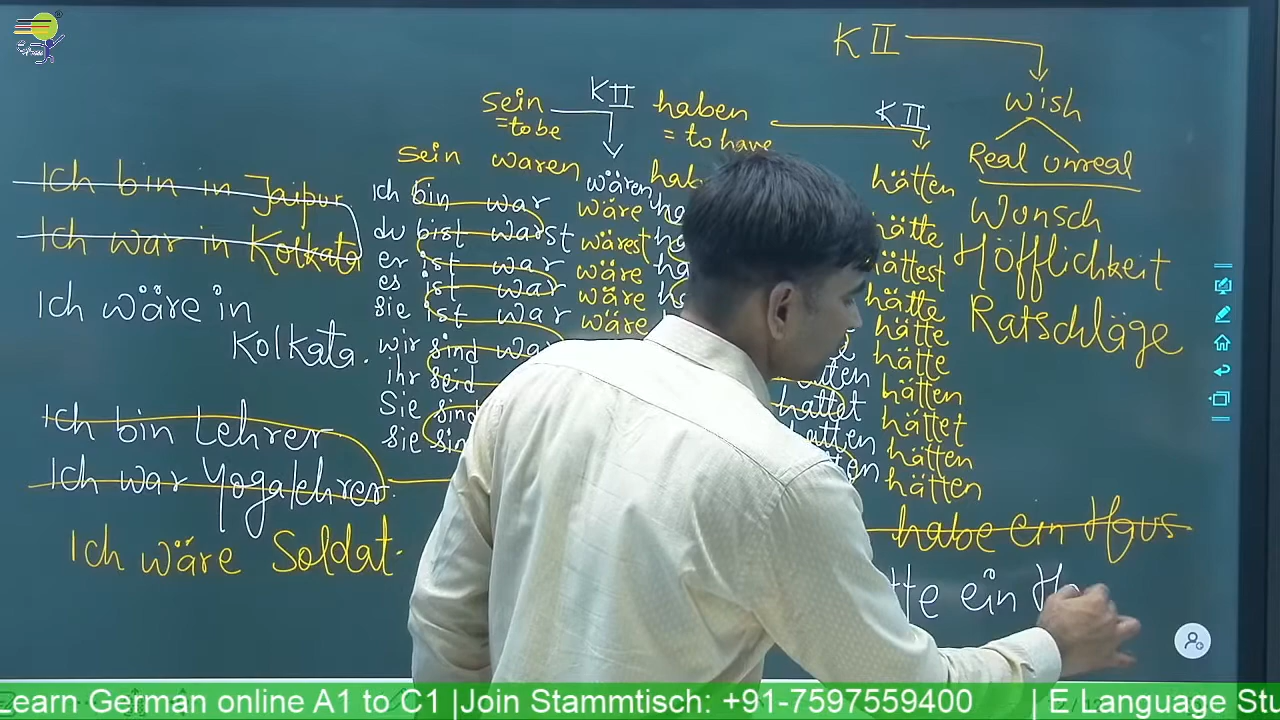 K II
wish
Real unreal
Wunsch
Höfflichkeit
Ratschläge
sein
=to be
K II
haben
= to have
K II
sein waren wären
hätten
Ich bin war wäre hätte
du bist warst wärest hättest
er ist war wäre hätte
es ist war wäre hätte
sie ist war wäre hätte
wir sind hätten
ihr seid hättet
Sie sind hätten
sie hätten
hattet
hatten
Ich bin in Jaipur
Ich war in Kolkata
Ich wäre in
Kolkata.
Ich bin Lehrer
Ich war Yogalehrer.
Ich wäre Soldat.
habe ein Haus
ein
Learn German online A1 to C1 |Join Stammtisch: +91-7597559400 | E Language Stu